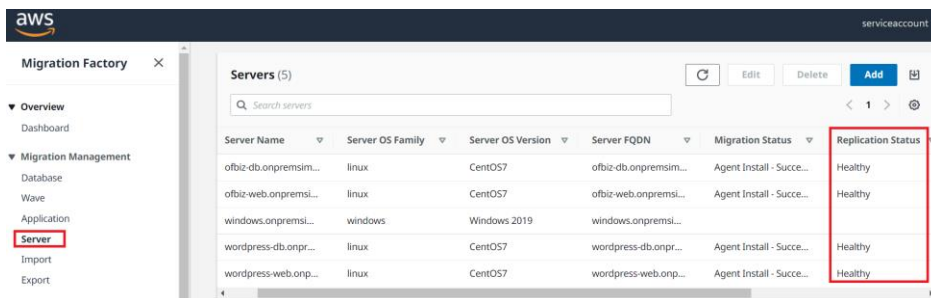 aws
serviceaccount
Migration Factory
Servers (5)
Edit
Delete
Add
Search servers
1
Overview
Dashboard
Migration Management
Database
Wave
Application
Server
Import
Export
Server Name Server OS Family Server OS Version Server FQDN Migration Status Replication Status
ofbiz-db.onpremsim... linux CentOS7 ofbiz-db.onpremsim... Agent Install - Succe... Healthy
ofbiz-web.onpremsi... linux CentOS7 ofbiz-web.onpremsi... Agent Install - Succe... Healthy
windows.onpremsi... windows Windows 2019 windows.onpremsi...
wordpress-db.onpr... linux CentOS7 wordpress-db.onpr... Agent Install - Succe... Healthy
wordpress-web.onp... linux CentOS7 wordpress-web.onp... Agent Install - Succe... Healthy